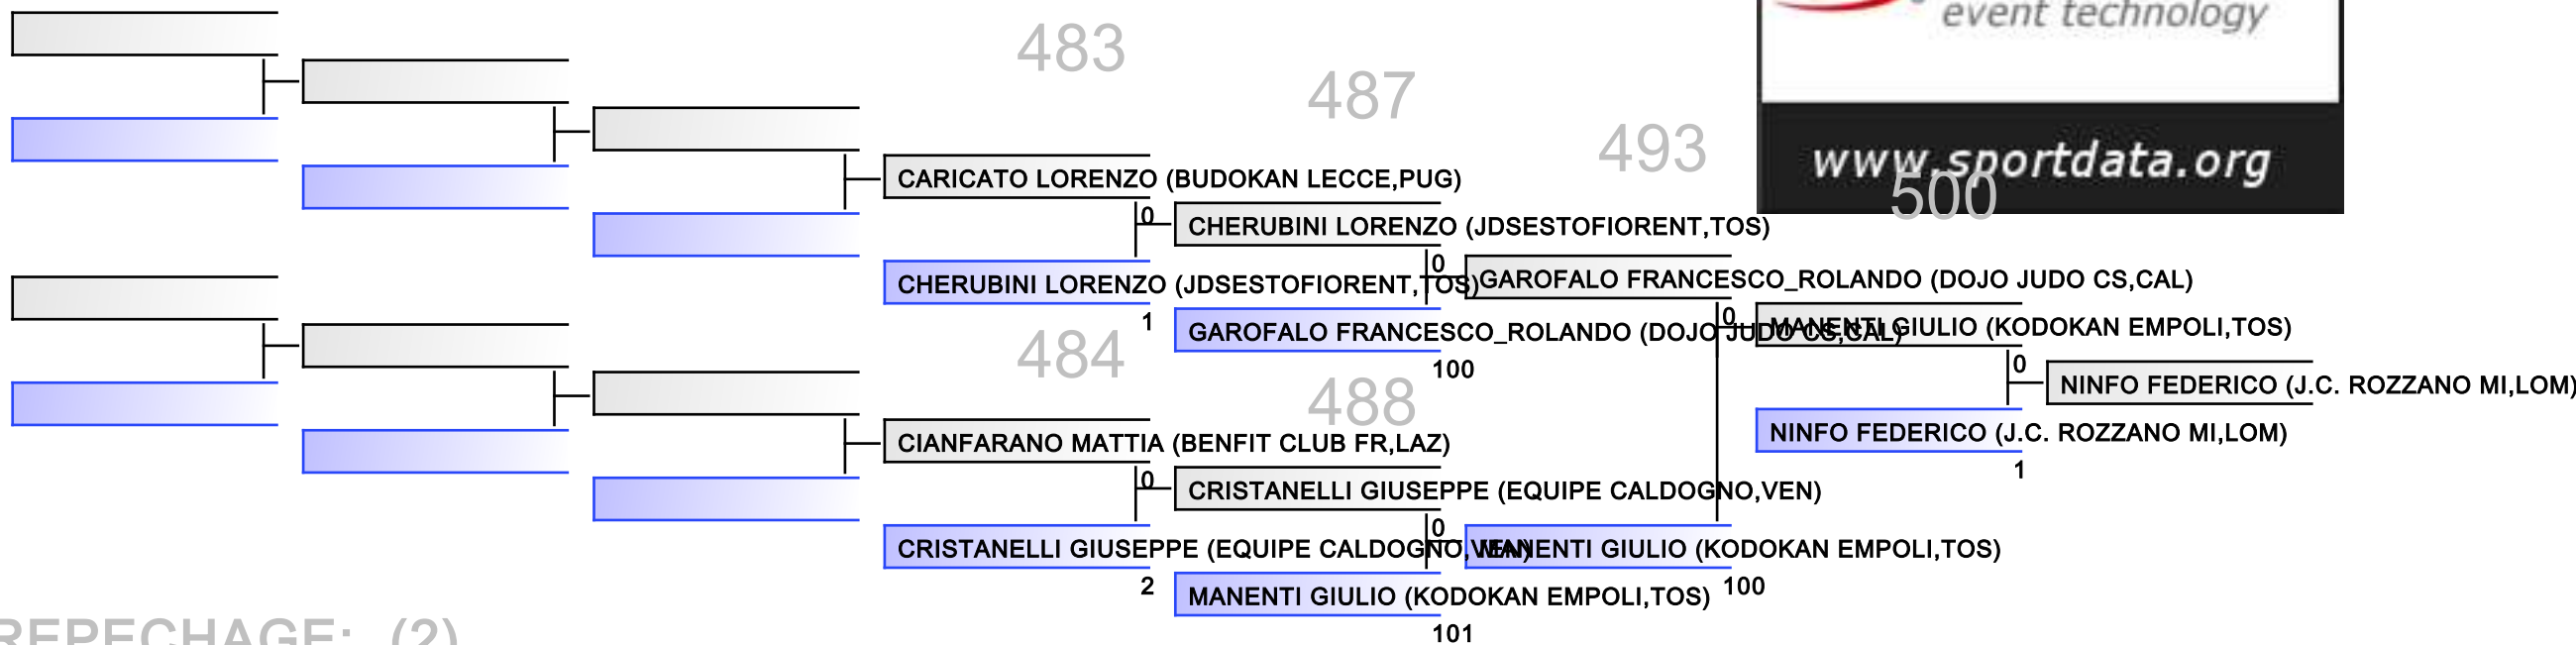 event technology
483
487
493
www.sportdata.org
500
CARICATO LORENZO (BUDOKAN LECCE,PUG)
0
CHERUBINI LORENZO (JDSESTOFIORENT,TOS)
CHERUBINI LORENZO (JDSESTOFIORENT,TOS)
1
0
GAROFALO FRANCESCO_ROLANDO (DOJO JUDO CS,CAL)
GAROFALO FRANCESCO_ROLANDO (DOJO JUDO CS,CAL)
100
0
MANENTI GIULIO (KODOKAN EMPOLI,TOS)
0
NINFO FEDERICO (J.C. ROZZANO MI,LOM)
NINFO FEDERICO (J.C. ROZZANO MI,LOM)
1
484
488
CIANFARANO MATTIA (BENFIT CLUB FR,LAZ)
0
CRISTANELLI GIUSEPPE (EQUIPE CALDOGNO,VEN)
CRISTANELLI GIUSEPPE (EQUIPE CALDOGNO,VEN)
2
0
MANENTI GIULIO (KODOKAN EMPOLI,TOS)
100
MANENTI GIULIO (KODOKAN EMPOLI,TOS)
101
REPECHAGE: (2)